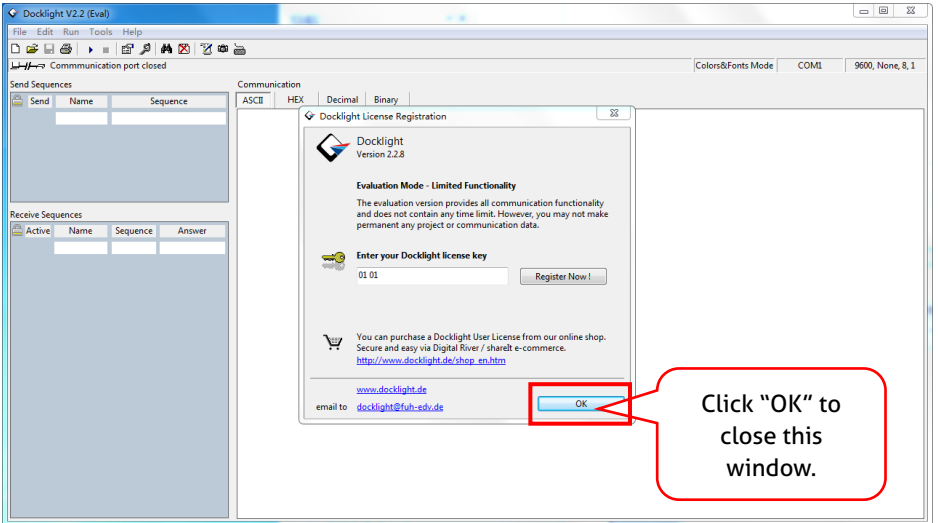 Docklight V2.2 (Eval)
File Edit Run Tools Help
Commmunication port closed
Colors&Fonts Mode COM1 9600, None, 8, 1
Send Sequences
Send Name Sequence
Communication
ASCII HEX Decimal Binary
Receive Sequences
Active Name Sequence Answer
Docklight License Registration
Docklight
Version 2.2.8
Evaluation Mode - Limited Functionality
The evaluation version provides all communication functionality
and does not contain any time limit. However, you may not make
permanent any project or communication data.
Enter your Docklight license key
01 01
Register Now !
You can purchase a Docklight User License from our online shop.
Secure and easy via Digital River / shareIt e-commerce.
http://www.docklight.de/shop_en.htm
www.docklight.de
email to docklight@fuh-edv.de
OK
Click “OK” to
close this
window.